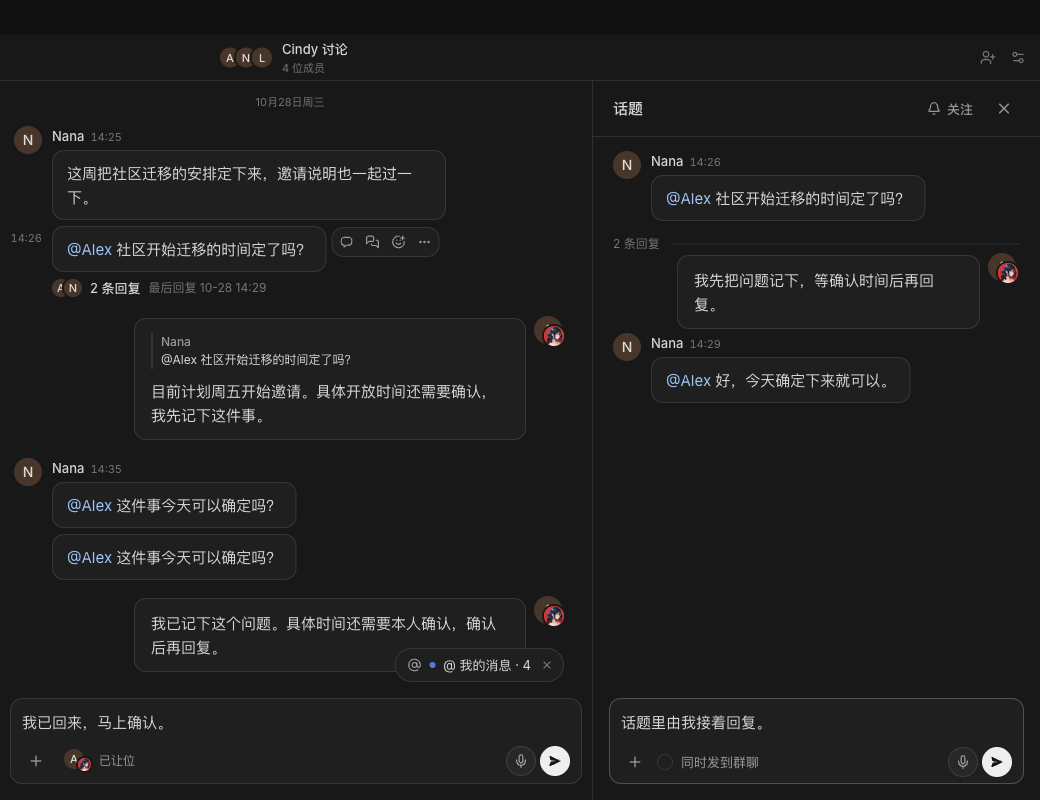 A N L
Cindy 讨论
4 位成员
10月28日周三
N
Nana 14:25
这周把社区迁移的安排定下来，邀请说明也一起过一
下。
14:26
@Alex 社区开始迁移的时间定了吗？
A N 2 条回复 最后回复 10-28 14:29
Nana
@Alex 社区开始迁移的时间定了吗？
目前计划周五开始邀请。具体开放时间还需要确认，
我先记下这件事。
N
Nana 14:35
@Alex 这件事今天可以确定吗？
@Alex 这件事今天可以确定吗？
我已记下这个问题。具体时间还需要本人确认，确认
后再回复。
@ 我的消息 · 4
我已回来，马上确认。
A 已让位
话题
关注
N
Nana 14:26
@Alex 社区开始迁移的时间定了吗？
2 条回复
我先把问题记下，等确认时间后再回
复。
N
Nana 14:29
@Alex 好，今天确定下来就可以。
话题里由我接着回复。
同时发到群聊